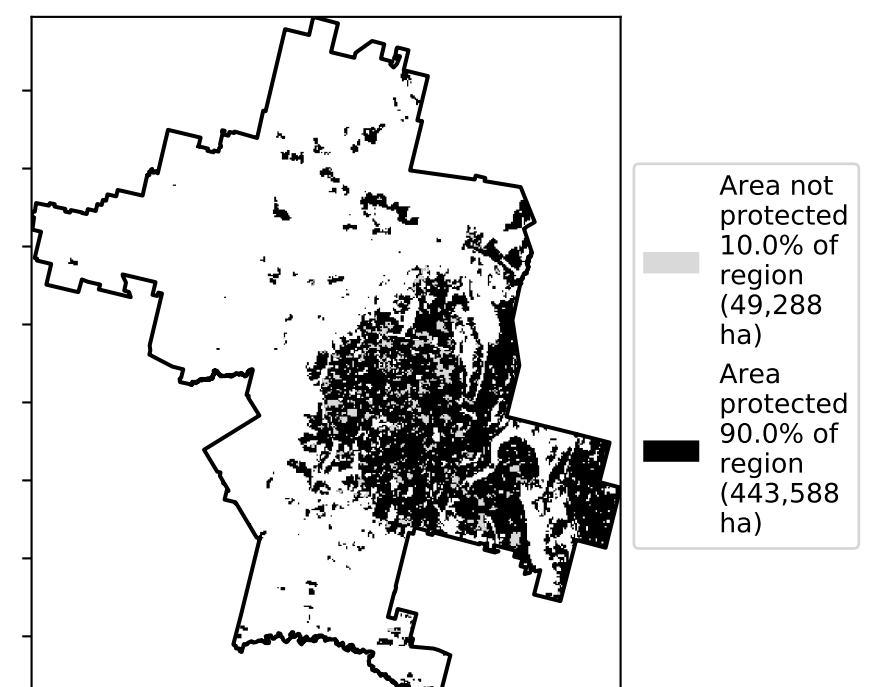 Area not
protected
10.0% of
region
(49,288
ha)
Area
protected
90.0% of
region
(443,588
ha)